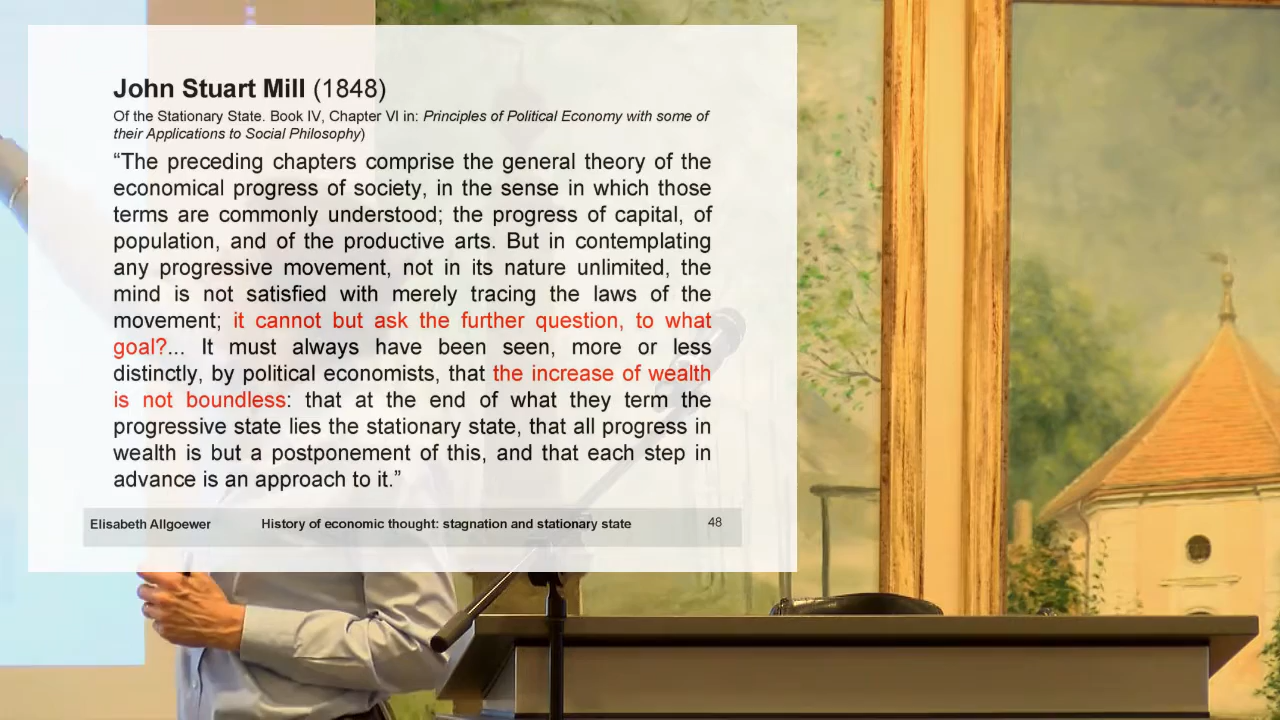 John Stuart Mill (1848)
Of the Stationary State. Book IV, Chapter VI in: Principles of Political Economy with some of
their Applications to Social Philosophy)
“The preceding chapters comprise the general theory of the
economical progress of society, in the sense in which those
terms are commonly understood; the progress of capital, of
population, and of the productive arts. But in contemplating
any progressive movement, not in its nature unlimited, the
mind is not satisfied with merely tracing the laws of the
movement; it cannot but ask the further question, to what
goal?... It must always have been seen, more or less
distinctly, by political economists, that the increase of wealth
is not boundless: that at the end of what they term the
progressive state lies the stationary state, that all progress in
wealth is but a postponement of this, and that each step in
advance is an approach to it.”
Elisabeth Allgoewer History of economic thought: stagnation and stationary state 48